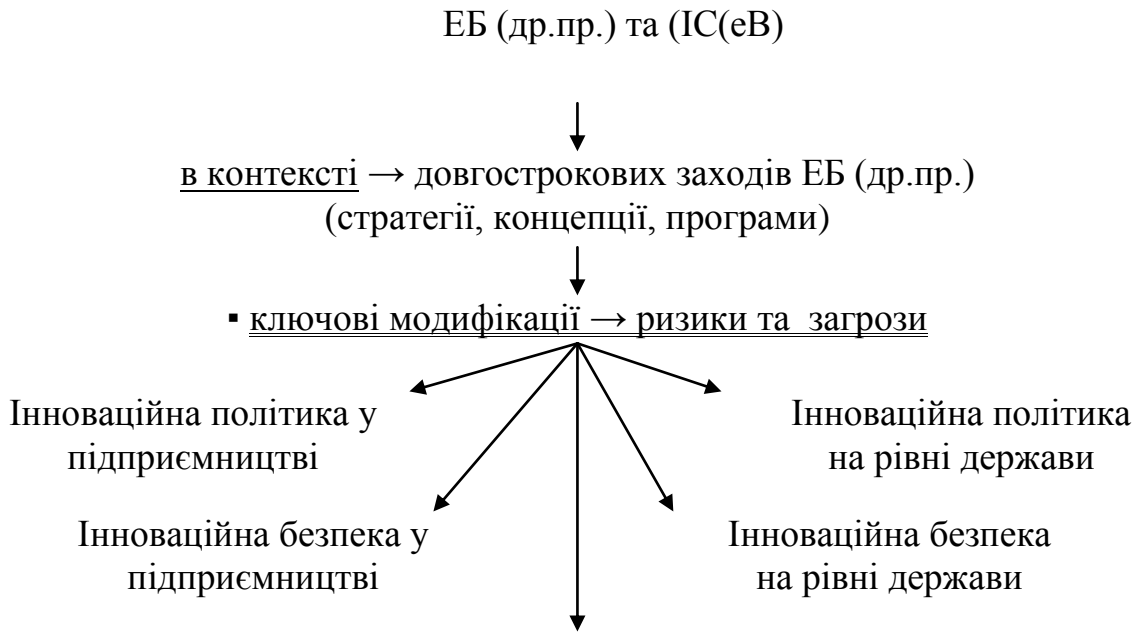 ЕБ (др.пр.) та (ІС(еВ)
в контексті → довгострокових заходів ЕБ (др.пр.)
(стратегії, концепції, програми)
▪ ключові модифікації → ризики та загрози
Інноваційна політика у
підприємництві
Інноваційна політика
на рівні держави
Інноваційна безпека у
підприємництві
Інноваційна безпека
на рівні держави